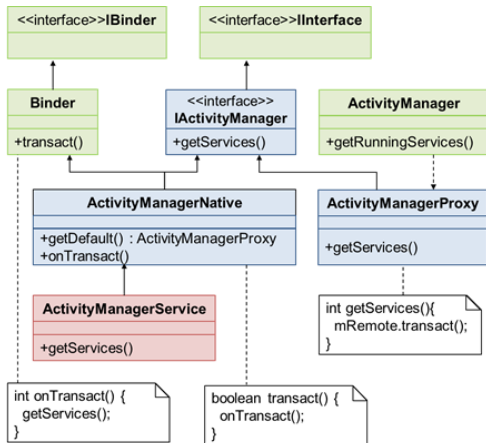 <<interface>>IBinder
<<interface>>IInterface
Binder
+transact()
<<interface>>
IActivityManager
+getServices()
ActivityManager
+getRunningServices()
ActivityManagerNative
+getDefault() : ActivityManagerProxy
+onTransact()
ActivityManagerProxy
+getServices()
ActivityManagerService
+getServices()
int getServices(){
mRemote.transact();
}
int onTransact() {
getServices();
}
boolean transact() {
onTransact();
}